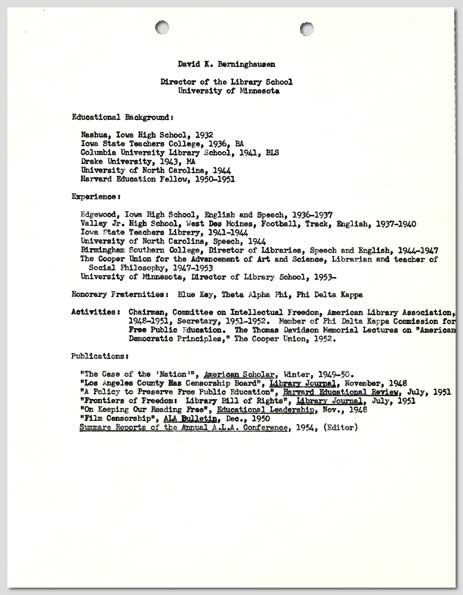 David K. Berninghausen
Director of the Library School
University of Minnesota
Educational Background:
Nashua, Iowa High School, 1932
Iowa State Teachers College, 1936, BA
Columbia University Library School, 1941, BLS
Drake University, 1943, MA
University of North Carolina, 1944
Harvard Education Fellow, 1950-1951
Experience:
Edgewood, Iowa High School, English and Speech, 1936-1937
Valley Jr. High School, West Des Moines, Football, Track, English, 1937-1940
Iowa State Teachers Library, 1941-1944
University of North Carolina, Speech, 1944
Birmingham Southern College, Director of Libraries, Speech and English, 1944-1947
The Cooper Union for the Advancement of Art and Science, Librarian and teacher of
Social Philosophy, 1947-1953
University of Minnesota, Director of Library School, 1953-
Honorary Fraternities: Blue Key, Theta Alpha Phi, Phi Delta Kappa
Activities: Chairman, Committee on Intellectual Freedom, American Library Association,
1948-1951, Secretary, 1951-1952. Member of Phi Delta Kappa Commission for
Free Public Education. The Thomas Davidson Memorial Lectures on "American
Democratic Principles," The Cooper Union, 1952.
Publications:
"The Case of the 'Nation'", American Scholar, Winter, 1949-50.
"Los Angeles County Has Censorship Board", Library Journal, November, 1948
"A Policy to Preserve Free Public Education", Harvard Educational Review, July, 1951
"Frontiers of Freedom: Library Bill of Rights", Library Journal, July, 1951
"On Keeping Our Reading Free", Educational Leadership, Nov., 1948
"Film Censorship", ALA Bulletin, Dec., 1950
Summary Reports of the Annual A.L.A. Conference, 1954, (Editor)